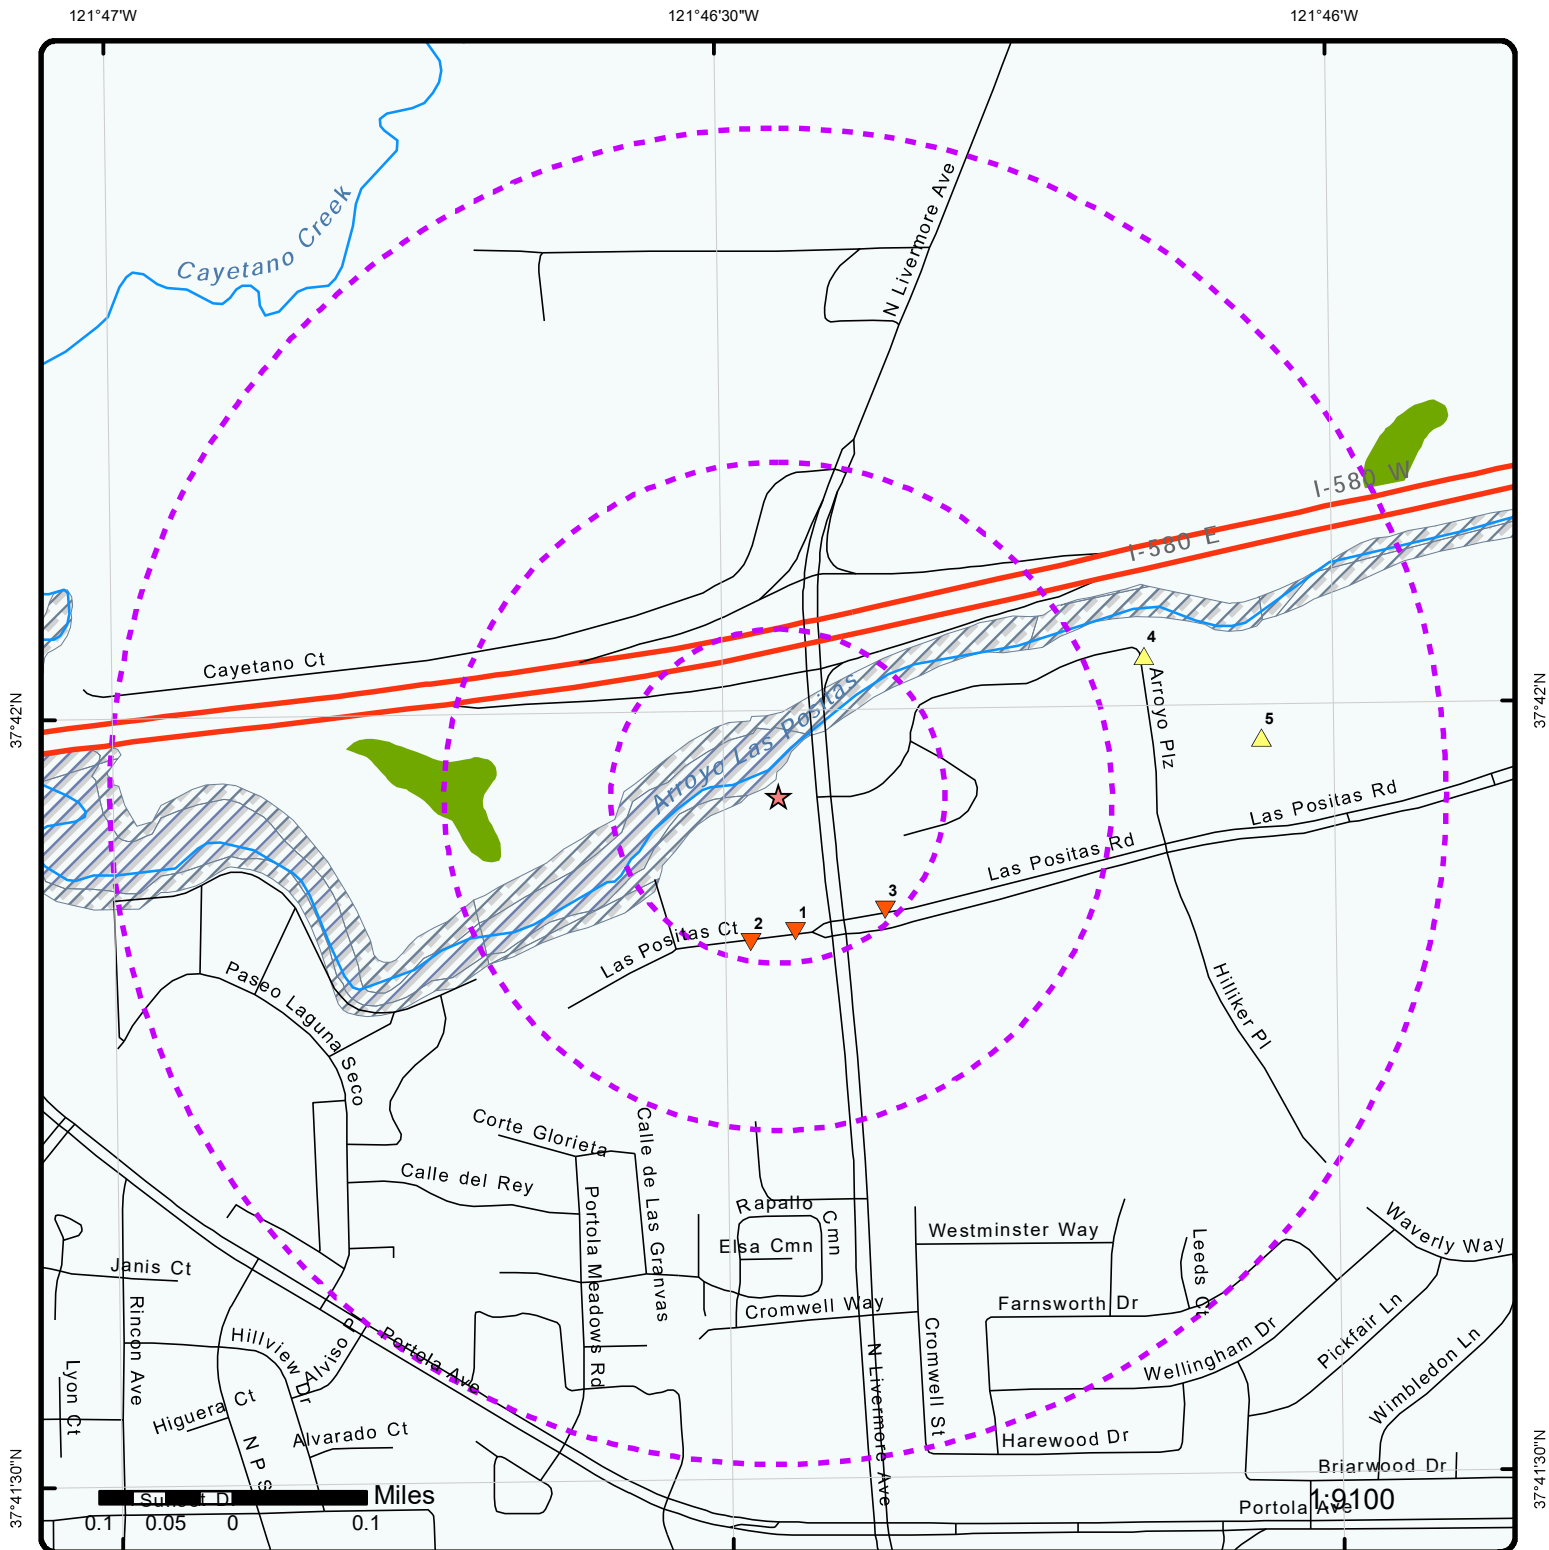 121°47'W
121°46'30"W
121°46'W
N Livermore Ave
Cayetano Creek
I-580 W
I-580 E
Cayetano Ct
4
Arroyo Las Positas
Arroyo Plz
5
37°42'N
37°42'N
Las Positas Rd
Las Positas Rd
3
1
2
Las Positas Ct
Paseo Laguna Seco
Hilliker Pl
Corte Glorieta
Calle de Las Granvas
Calle del Rey
Portola Meadows Rd
Rapallo Cmn
Elsa Cmn
Westminster Way
Leeds Ct
Waverly Way
Janis Ct
Rincon Ave
Cromwell Way
Farnsworth Dr
Cromwell St
Pickfair Ln
Hillview Dr
Alviso P
Portola Ave
N Livermore Ave
Wellingham Dr
Wimbledon Ln
Lyon Ct
Higuera Ct
Alvarado Ct
N P S
Harewood Dr
Briarwood Dr
37°41'30"N
37°41'30"N
Sunset D
Miles
Portola Ave
1:9100
0.1 0.05 0 0.1